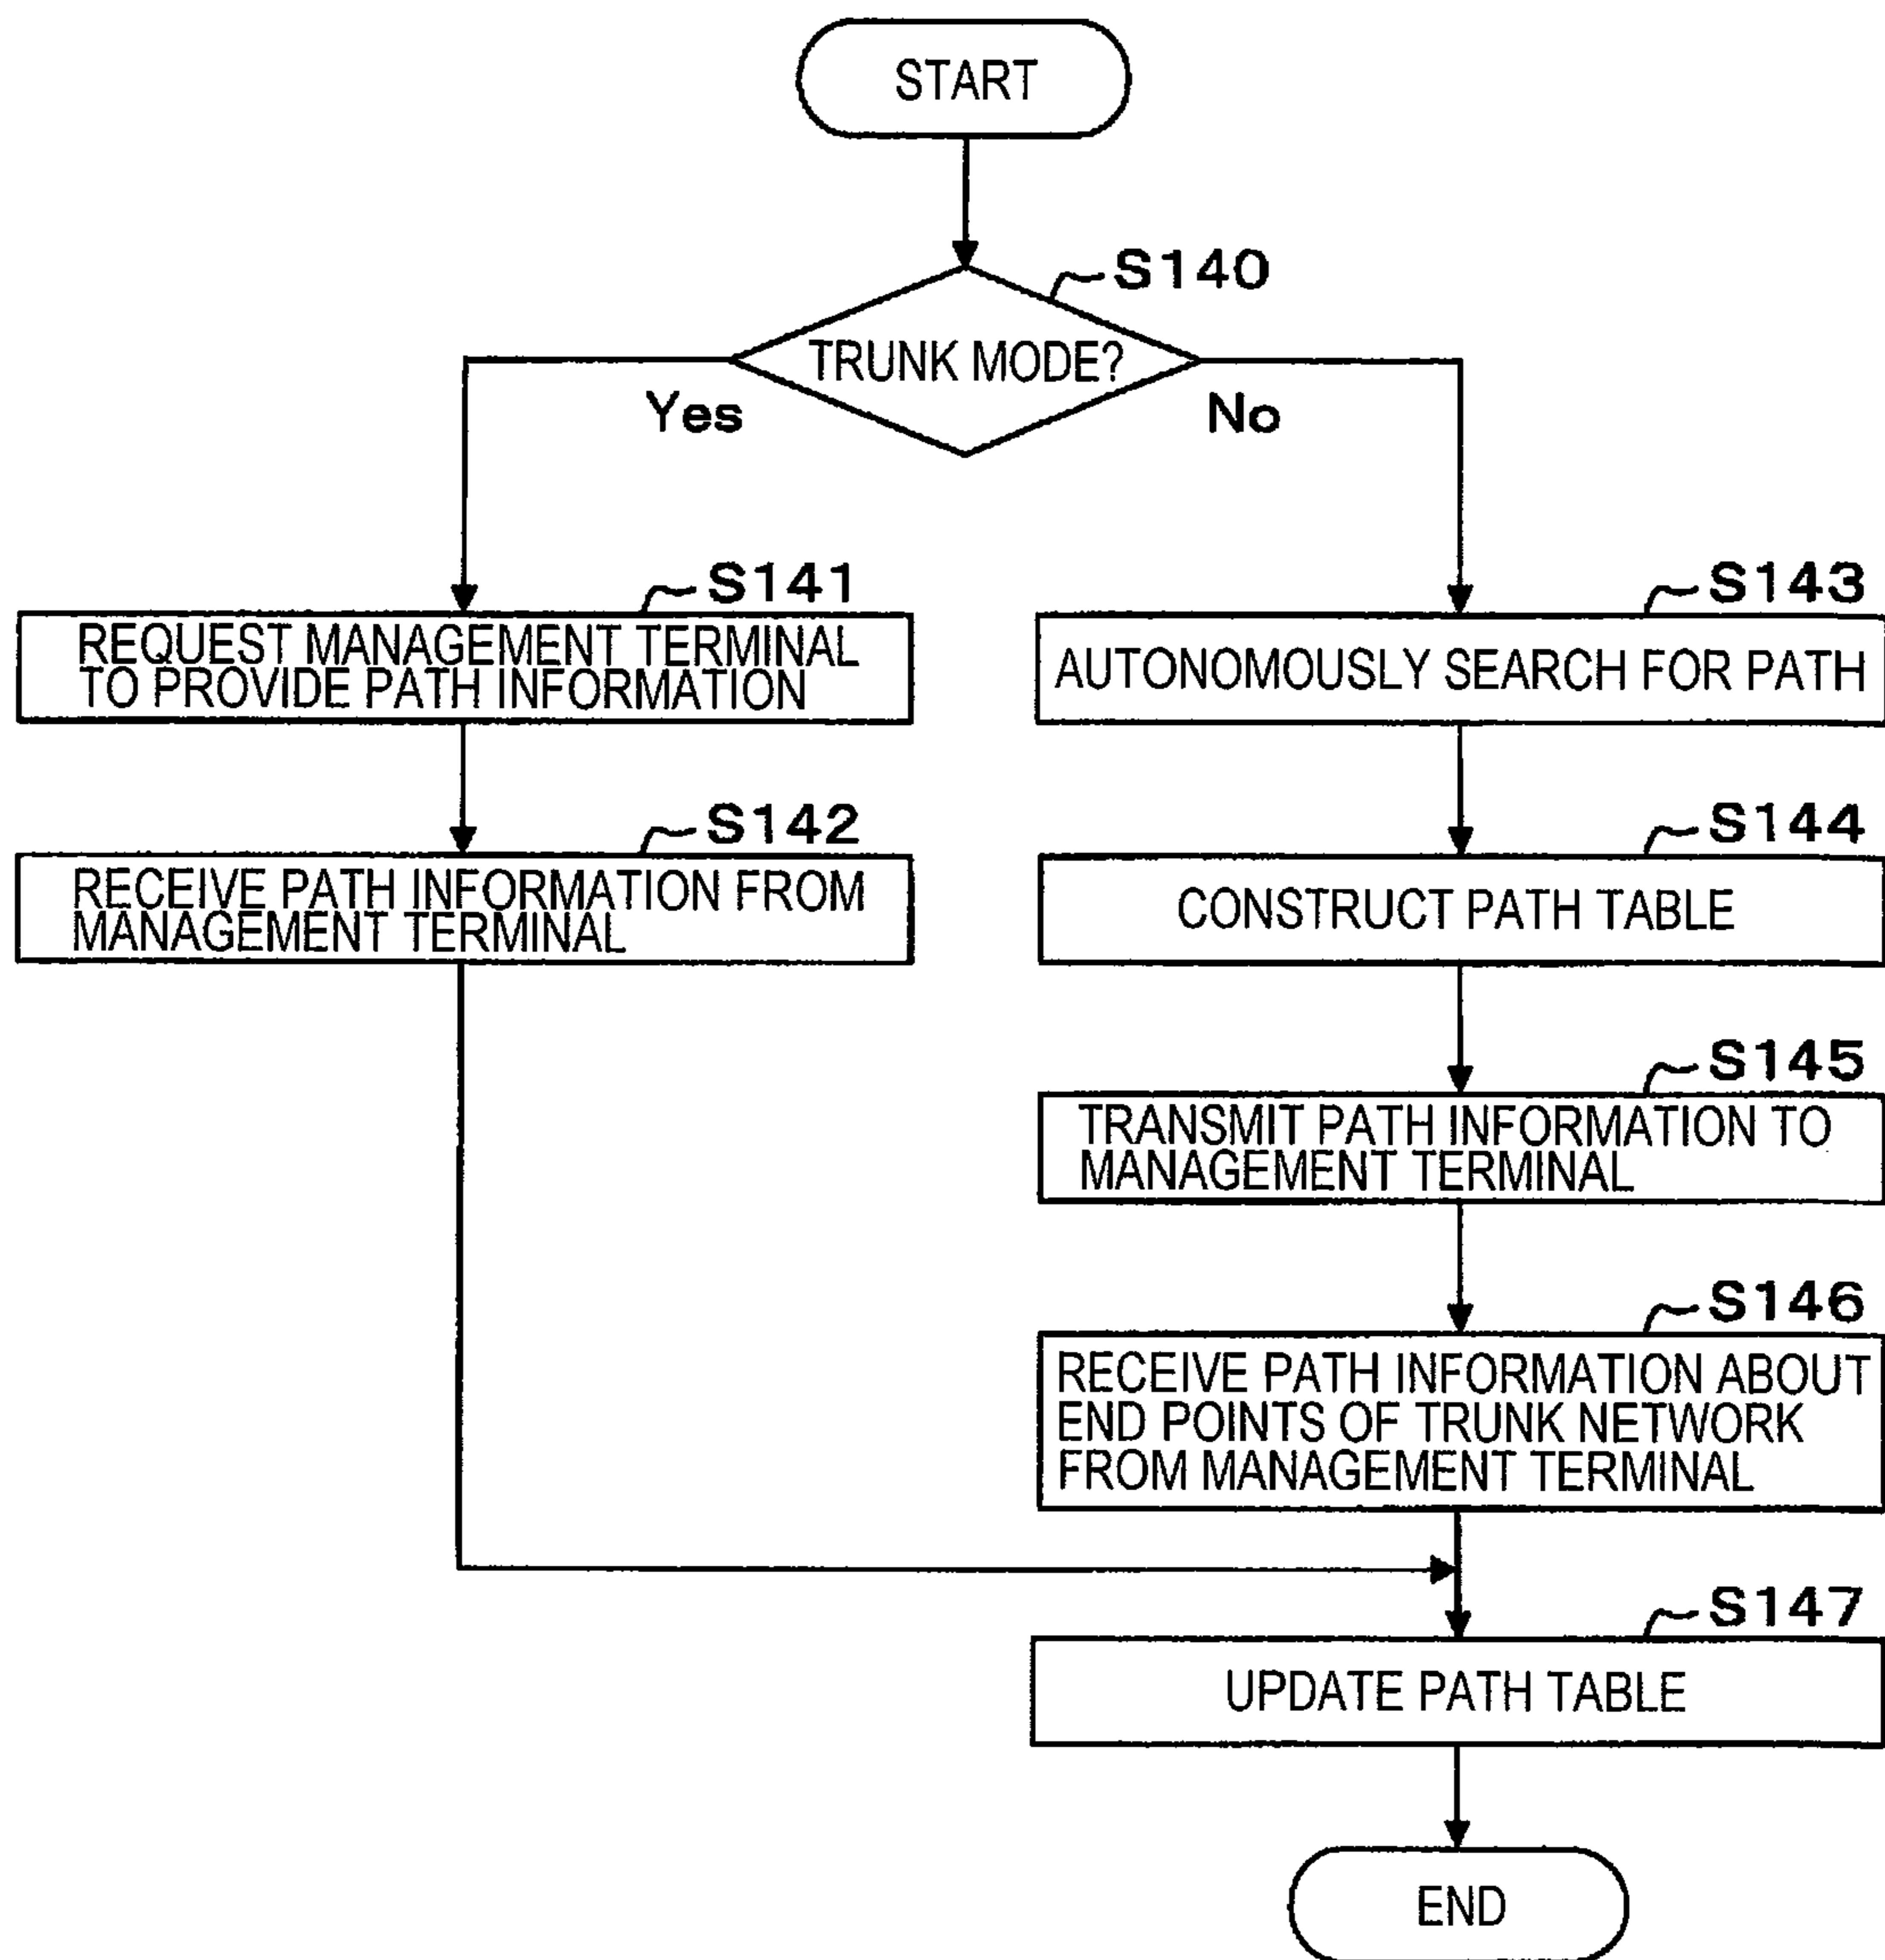 START
S140
TRUNK MODE?
Yes
No
S141
REQUEST MANAGEMENT TERMINAL
TO PROVIDE PATH INFORMATION
S142
RECEIVE PATH INFORMATION FROM
MANAGEMENT TERMINAL
S143
AUTONOMOUSLY SEARCH FOR PATH
S144
CONSTRUCT PATH TABLE
S145
TRANSMIT PATH INFORMATION TO
MANAGEMENT TERMINAL
S146
RECEIVE PATH INFORMATION ABOUT
END POINTS OF TRUNK NETWORK
FROM MANAGEMENT TERMINAL
S147
UPDATE PATH TABLE
END